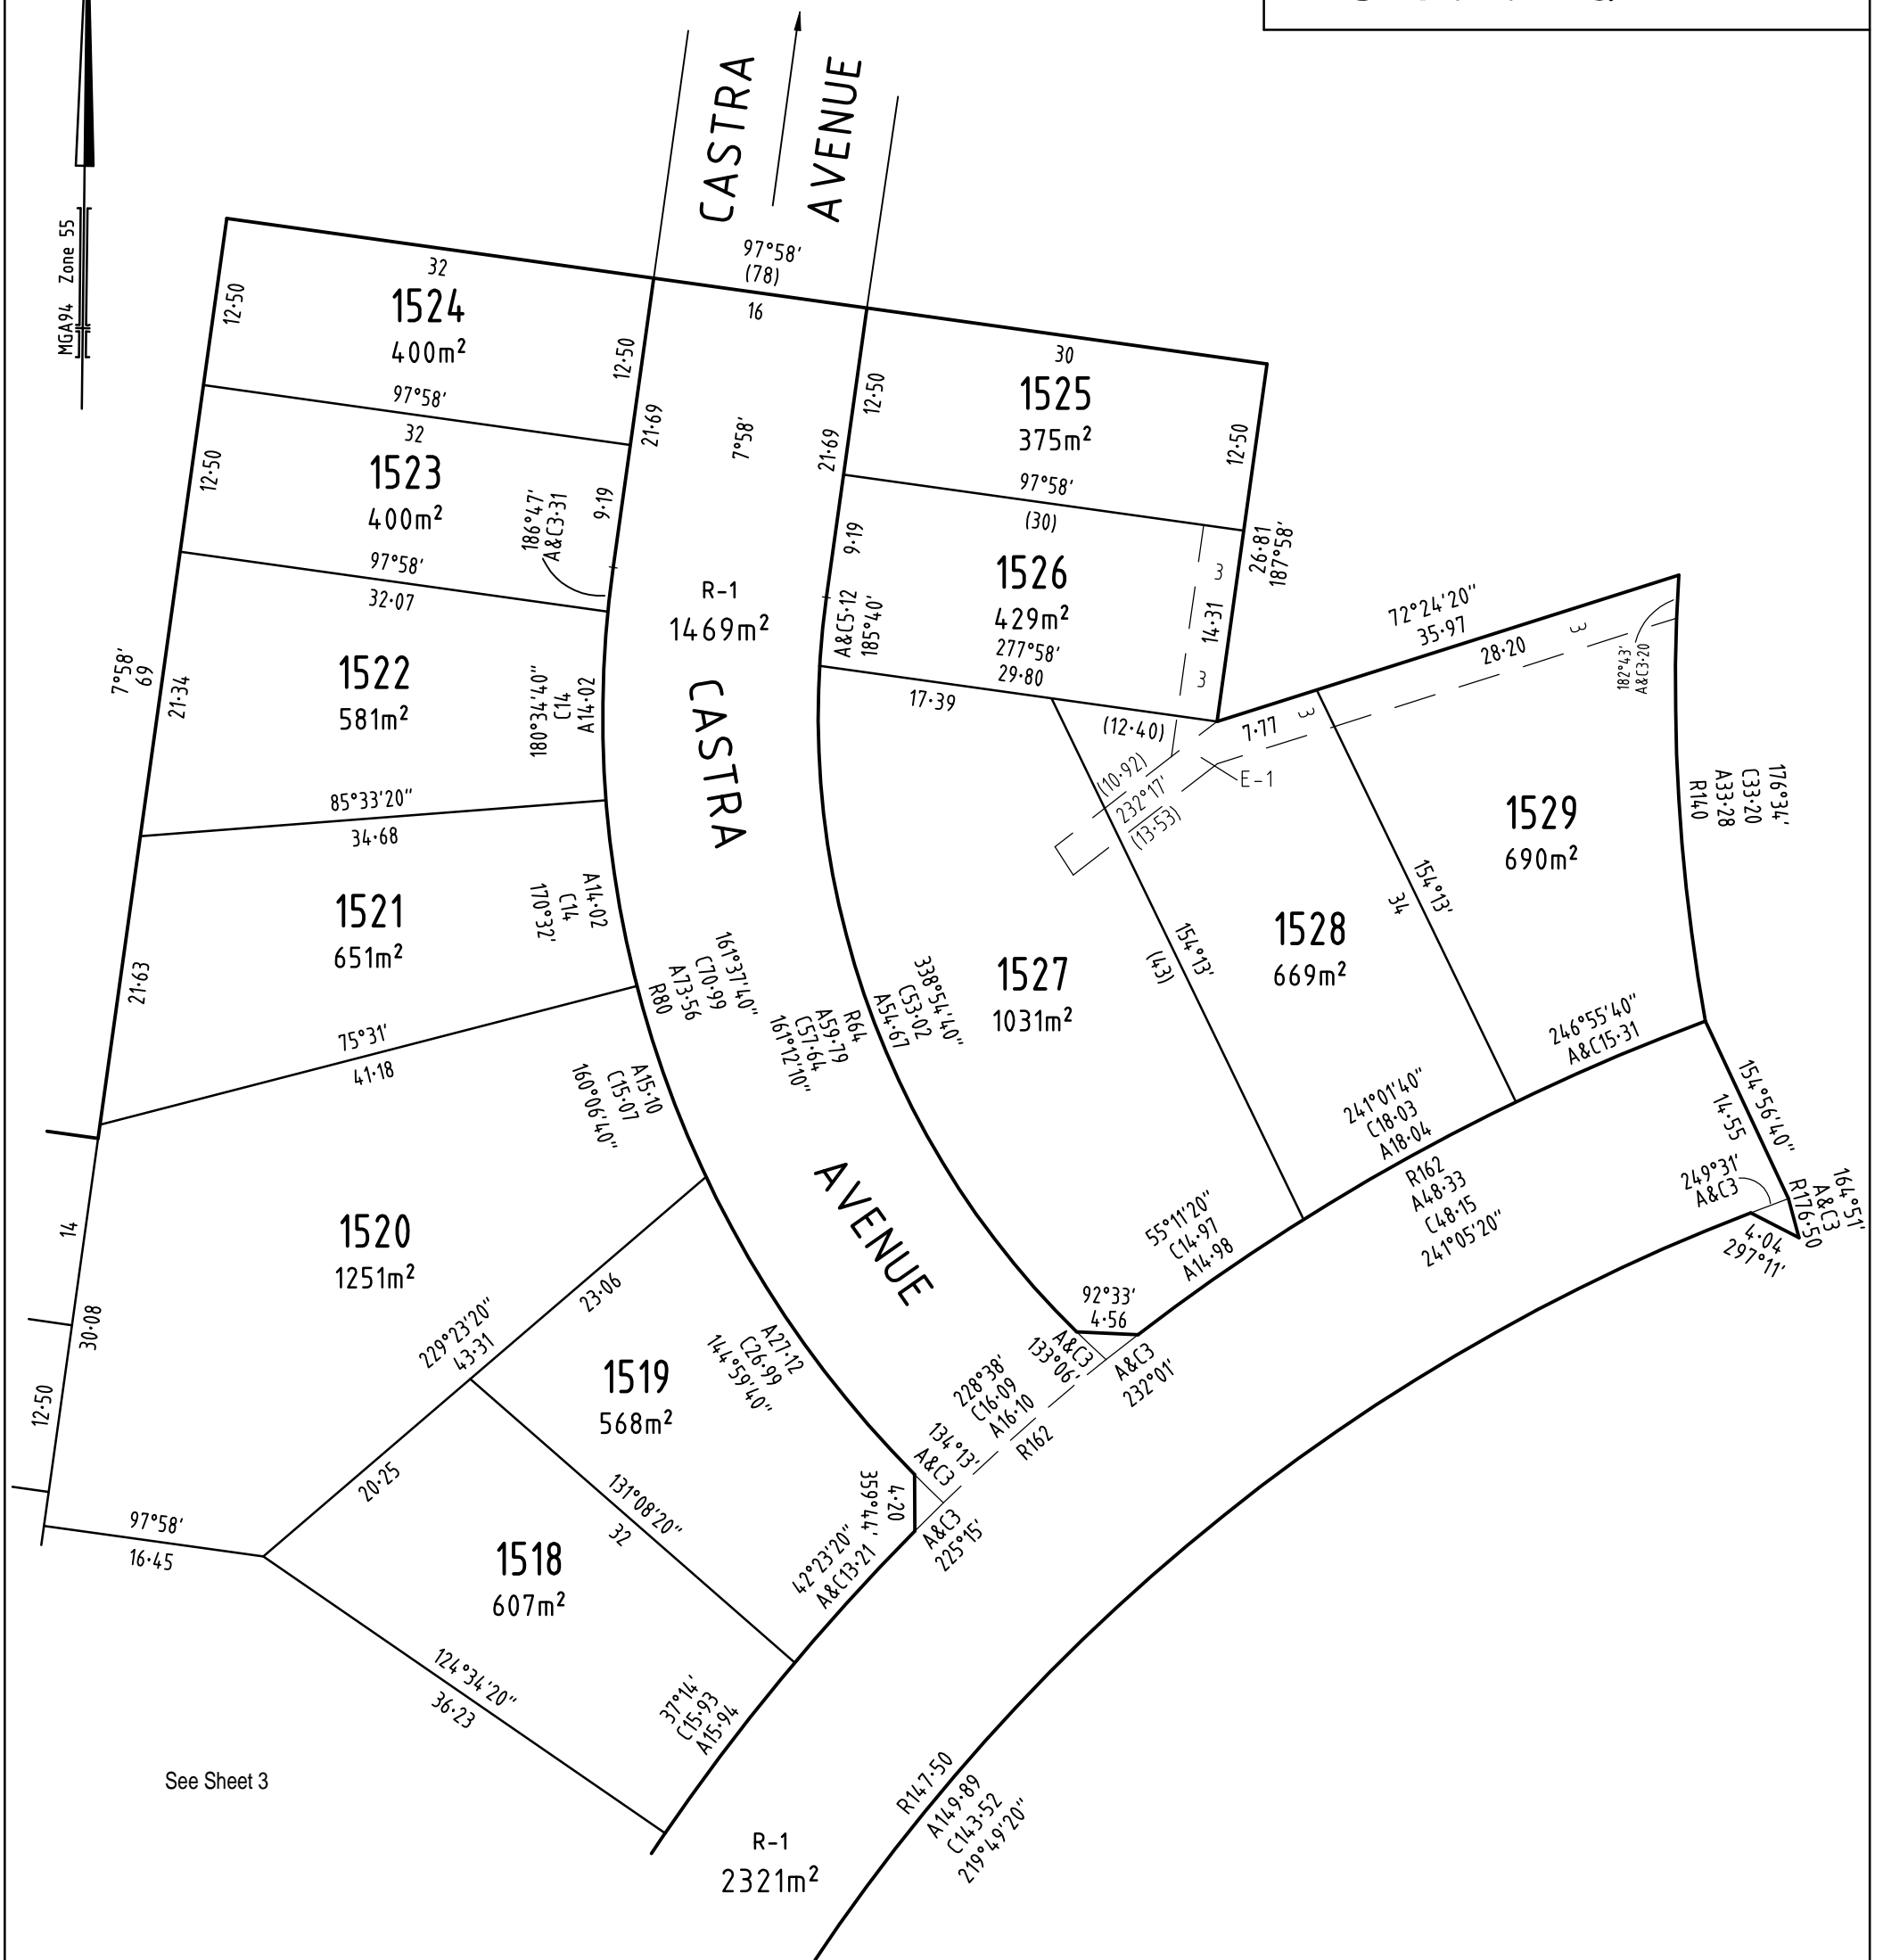 MGA94 Zone 55
CASTRA
AVENUE
97°58'
(78)
16
32
12·50
1524
400m²
12·50
97°58'
32
12·50
1523
400m²
186°47'
A&C3·31
9·19
21·69
7°58'
21·69
97°58'
32·07
30
12·50
1525
375m²
12·50
97°58'
(30)
9·19
A&C5·12
185°40'
1526
429m²
277°58'
29·80
3
3
14·31
26·81
187°58'
R-1
1469m²
7°58'
69
21·34
1522
581m²
180°34'40"
C14
A14·02
85°33'20"
34·68
CASTRA
17·39
(12·40)
7·77
3
72°24'20"
35·97
28·20
3
182°43'
A&C3·20
E-1
(10·92)
232°17'
(13·53)
176°34'
C33·20
A33·28
R140
1529
690m²
154°13'
34
1528
669m²
154°13'
(43)
1527
1031m²
338°54'40"
C53·02
A54·67
1521
651m²
A14·02
C14
170°32'
21·63
75°31'
41·18
161°37'40"
C70·99
A73·56
R80
R64
A59·79
C57·64
161°12'10"
A15·10
C15·07
160°06'40"
246°55'40"
A&C15·31
241°01'40"
C18·03
A18·04
R162
A48·33
C48·15
241°05'20"
154°56'40"
14·55
249°31'
A&C3
164°51'
A&C3
R176·50
4·04
297°11'
55°11'20"
C14·97
A14·98
92°33'
4·56
AVENUE
14
30·08
12·50
1520
1251m²
229°23'20"
43·31
23·06
20·25
1519
568m²
A27·12
C26·99
144°59'40"
A&C3
133°06'
A&C3
232°01'
228°38'
C16·09
A16·10
R162
134°13'
A&C3
4·20
359°44'
A&C3
225°15'
97°58'
16·45
131°08'20"
32
1518
607m²
42°23'20"
A&C13·21
124°34'20"
36·23
37°14'
C15·93
A15·94
See Sheet 3
R-1
2321m²
R147·50
A149·89
C143·52
219°49'20"